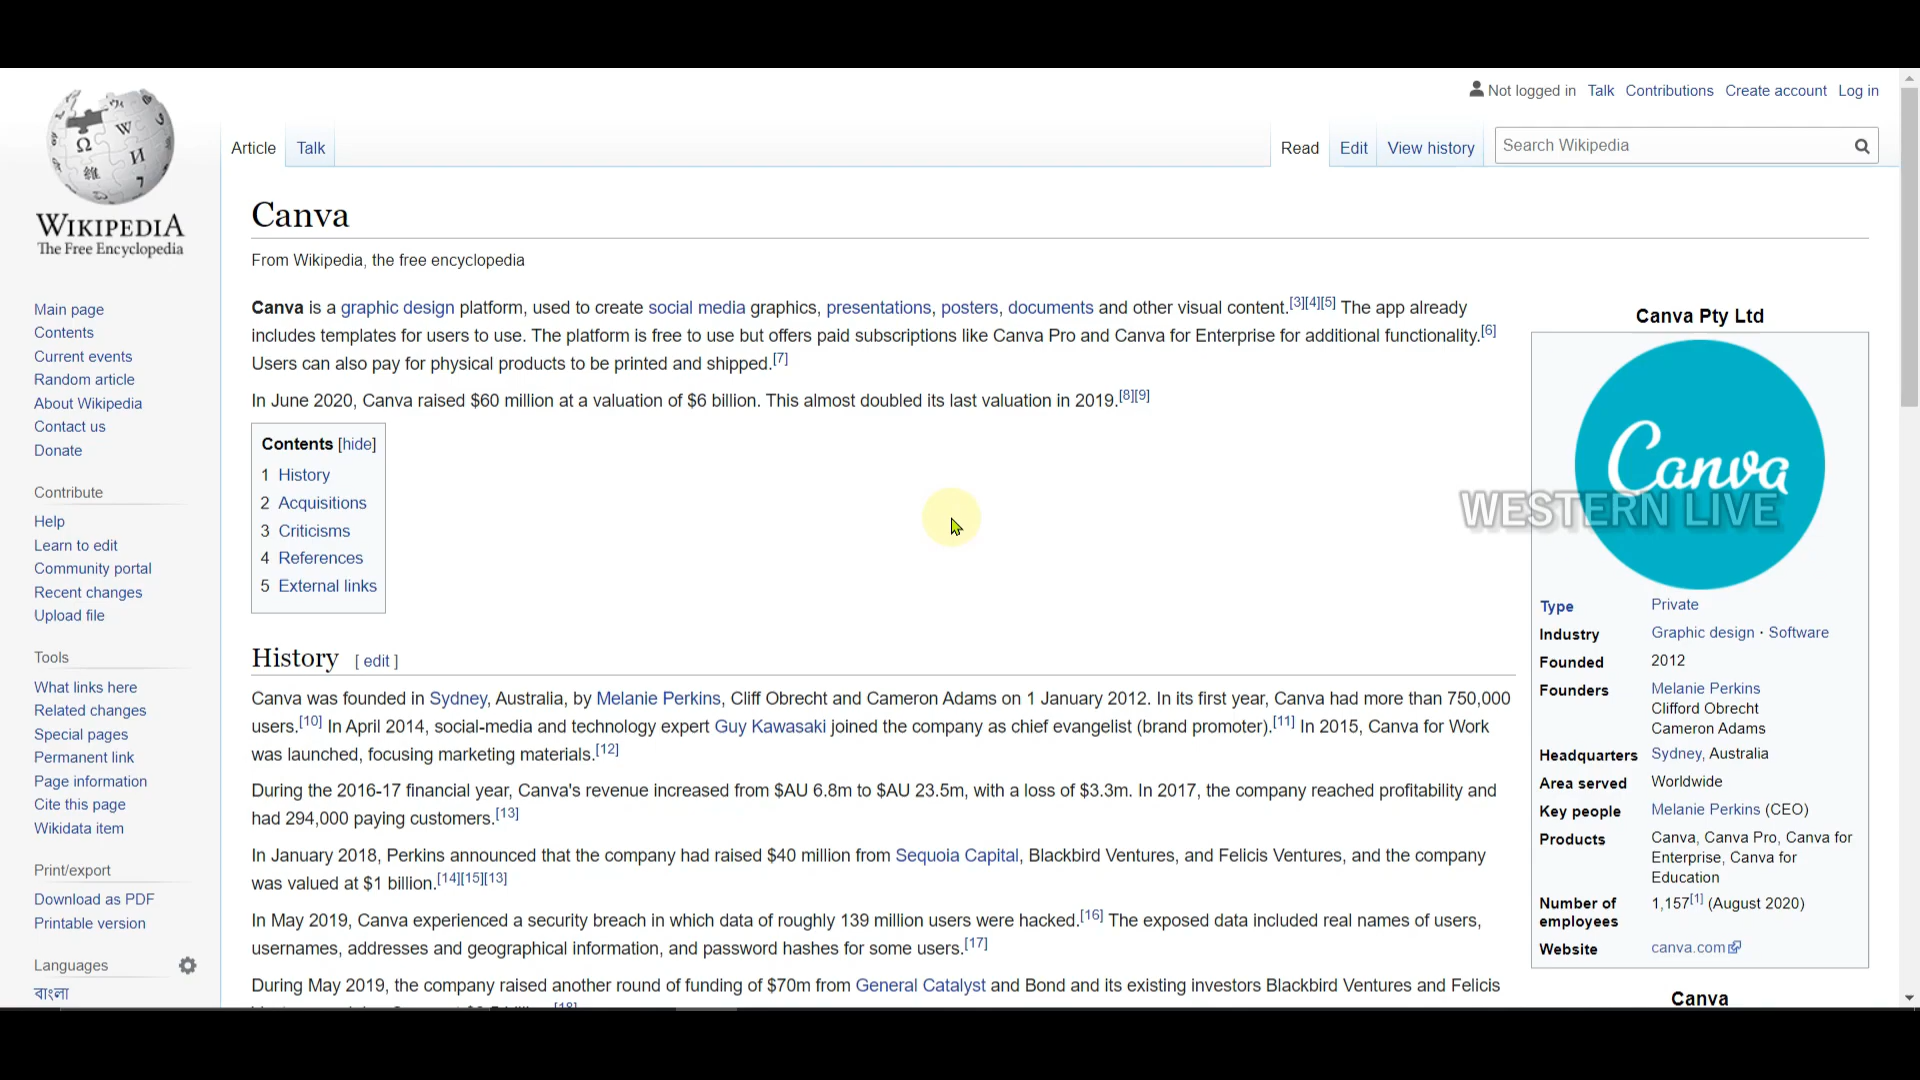 Not logged in Talk Contributions Create account Log in
Article Talk Read Edit View history Search Wikipedia
WIKIPEDIA
The Free Encyclopedia
Main page
Contents
Current events
Random article
About Wikipedia
Contact us
Donate
Contribute
Help
Learn to edit
Community portal
Recent changes
Upload file
Tools
What links here
Related changes
Special pages
Permanent link
Page information
Cite this page
Wikidata item
Print/export
Download as PDF
Printable version
Languages
বাংলা
Canva
From Wikipedia, the free encyclopedia
Canva is a graphic design platform, used to create social media graphics, presentations, posters, documents and other visual content.[3][4][5] The app already
includes templates for users to use. The platform is free to use but offers paid subscriptions like Canva Pro and Canva for Enterprise for additional functionality.[6]
Users can also pay for physical products to be printed and shipped.[7]
In June 2020, Canva raised $60 million at a valuation of $6 billion. This almost doubled its last valuation in 2019.[8][9]
Contents [hide]
1 History
2 Acquisitions
3 Criticisms
4 References
5 External links
History [ edit ]
Canva was founded in Sydney, Australia, by Melanie Perkins, Cliff Obrecht and Cameron Adams on 1 January 2012. In its first year, Canva had more than 750,000
users.[10] In April 2014, social-media and technology expert Guy Kawasaki joined the company as chief evangelist (brand promoter).[11] In 2015, Canva for Work
was launched, focusing marketing materials.[12]
During the 2016-17 financial year, Canva's revenue increased from $AU 6.8m to $AU 23.5m, with a loss of $3.3m. In 2017, the company reached profitability and
had 294,000 paying customers.[13]
In January 2018, Perkins announced that the company had raised $40 million from Sequoia Capital, Blackbird Ventures, and Felicis Ventures, and the company
was valued at $1 billion.[14][15][13]
In May 2019, Canva experienced a security breach in which data of roughly 139 million users were hacked.[16] The exposed data included real names of users,
usernames, addresses and geographical information, and password hashes for some users.[17]
During May 2019, the company raised another round of funding of $70m from General Catalyst and Bond and its existing investors Blackbird Ventures and Felicis
Canva Pty Ltd
Canva
WESTERN LIVE
Type Private
Industry Graphic design · Software
Founded 2012
Founders Melanie Perkins
Clifford Obrecht
Cameron Adams
Headquarters Sydney, Australia
Area served Worldwide
Key people Melanie Perkins (CEO)
Products Canva, Canva Pro, Canva for
Enterprise, Canva for
Education
Number of employees 1,157[1] (August 2020)
Website canva.com
Canva